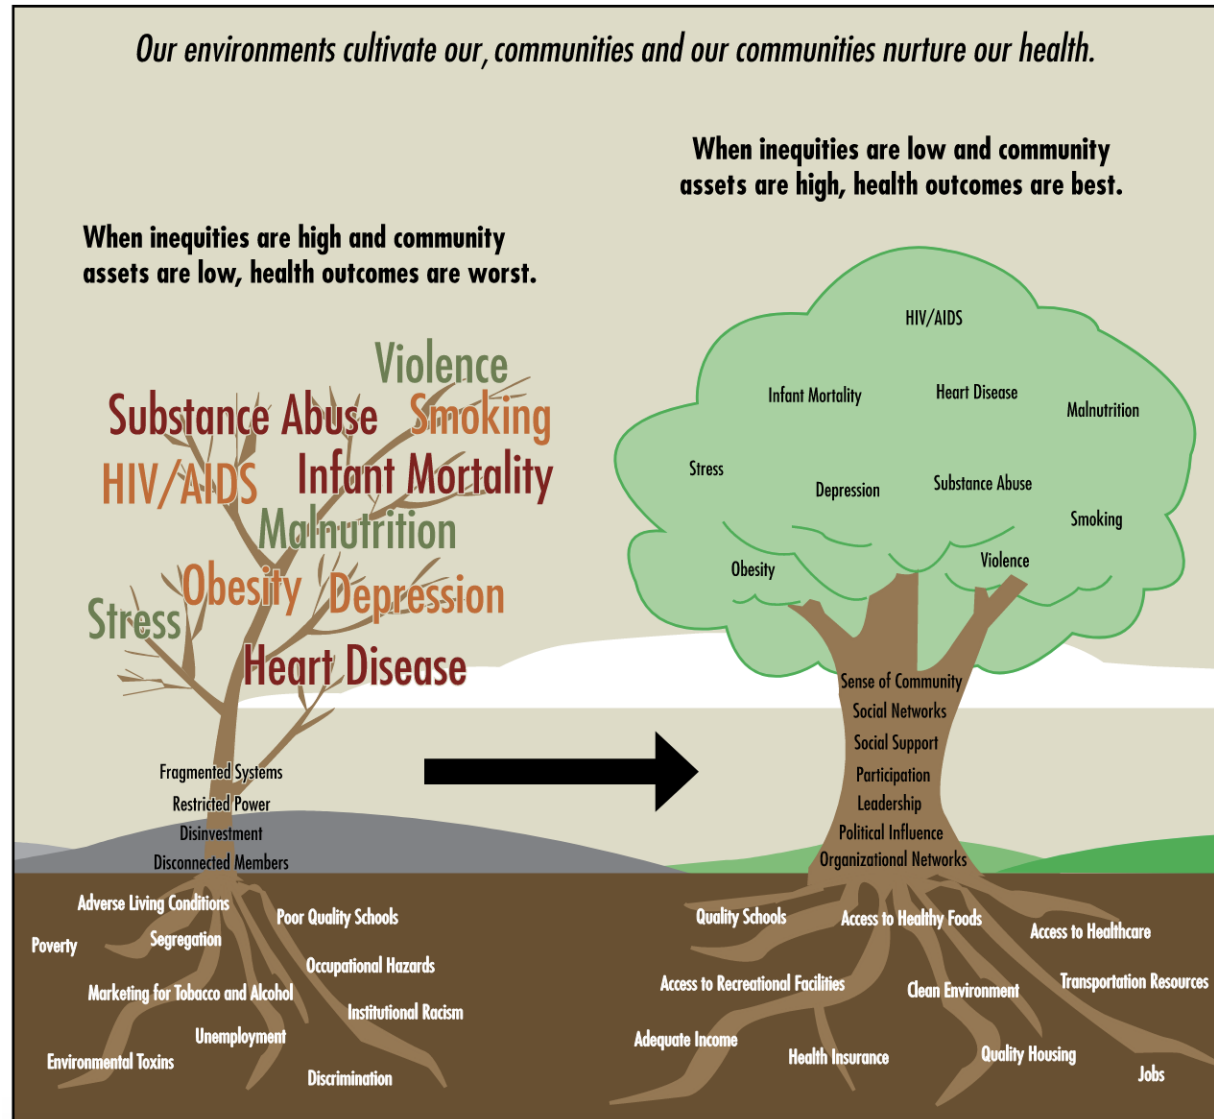 Our environments cultivate our, communities and our communities nurture our health.
When inequities are high and community
assets are low, health outcomes are worst.
Violence
Substance Abuse
Smoking
HIV/AIDS
Infant Mortality
Malnutrition
Obesity
Depression
Stress
Heart Disease
Fragmented Systems
Restricted Power
Disinvestment
Disconnected Members
Adverse Living Conditions
Poor Quality Schools
Poverty
Segregation
Occupational Hazards
Marketing for Tobacco and Alcohol
Institutional Racism
Unemployment
Environmental Toxins
Discrimination
When inequities are low and community
assets are high, health outcomes are best.
HIV/AIDS
Infant Mortality
Heart Disease
Malnutrition
Stress
Depression
Substance Abuse
Smoking
Obesity
Violence
Sense of Community
Social Networks
Social Support
Participation
Leadership
Political Influence
Organizational Networks
Quality Schools
Access to Healthy Foods
Access to Healthcare
Access to Recreational Facilities
Clean Environment
Transportation Resources
Adequate Income
Health Insurance
Quality Housing
Jobs